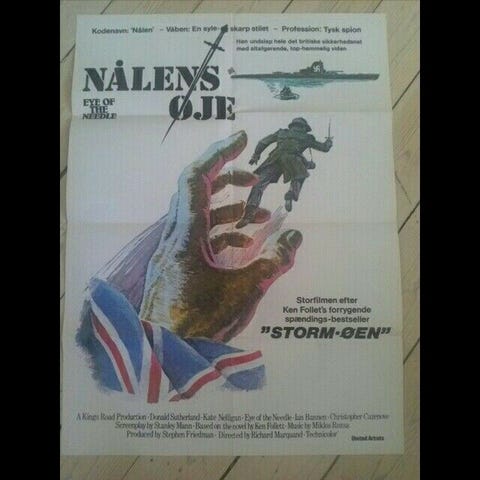 Kodenavn: 'Nålen' - Våben: En syle-skarp stilet - Profession: Tysk spion
Han undslap hele det britiske sikkerhedsnet
med altafgørende, top-hemmelig viden
NÅLENS
ØJE
EYE OF
THE
NEEDLE
Storfilmen efter
Ken Follet's forrygende
spændings-bestseller
"STORM-ØEN"
A Kings Road Production · Donald Sutherland · Kate Nelligan · Eye of the Needle · Ian Bannen · Christopher Cazenove
Screenplay by Stanley Mann · Based on the novel by Ken Follett · Music by Miklos Rozsa
Produced by Stephen Friedman · Directed by Richard Marquand · Technicolor
United Artists